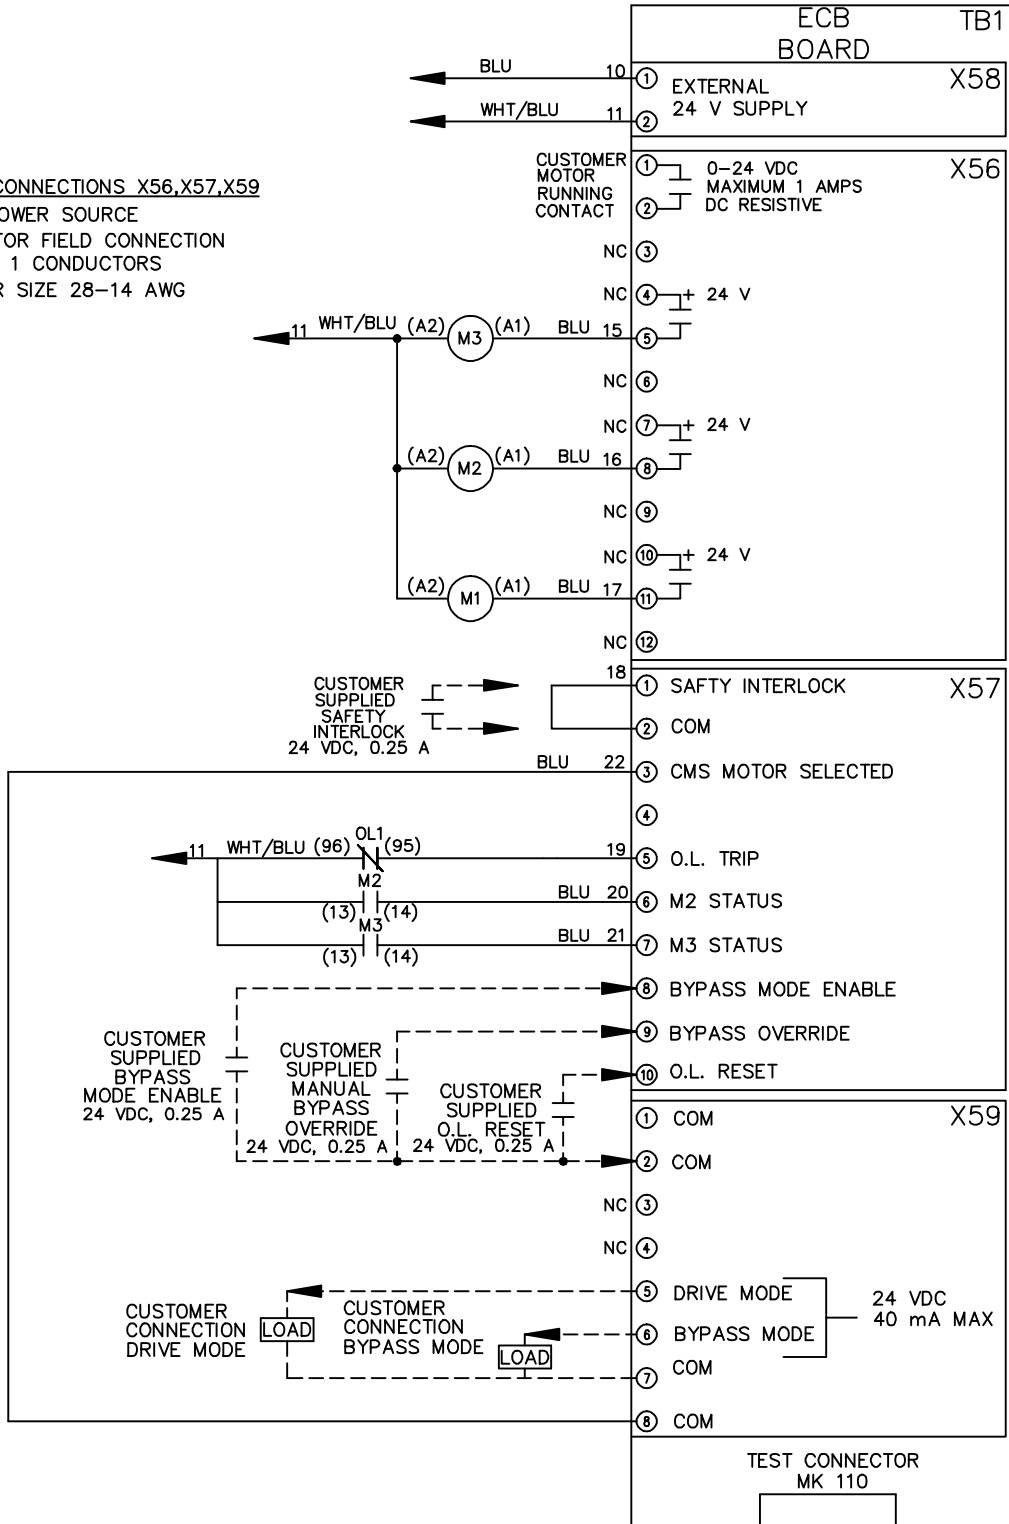 ECB TB1
BOARD
X58
BLU 10 1 EXTERNAL
WHT/BLU 11 2 24 V SUPPLY
X56
CUSTOMER
MOTOR
RUNNING
CONTACT
1 0-24 VDC
MAXIMUM 1 AMPS
2 DC RESISTIVE
CONNECTIONS X56,X57,X59
OWER SOURCE
TOR FIELD CONNECTION
1 CONDUCTORS
R SIZE 28-14 AWG
NC 3
NC 4 + 24 V
11 WHT/BLU (A2) M3 (A1) BLU 15 5
NC 6
NC 7 + 24 V
(A2) M2 (A1) BLU 16 8
NC 9
NC 10 + 24 V
(A2) M1 (A1) BLU 17 11
NC 12
X57
18 1 SAFTY INTERLOCK
CUSTOMER
SUPPLIED
SAFETY
INTERLOCK
24 VDC, 0.25 A
2 COM
BLU 22 3 CMS MOTOR SELECTED
4
OL1
11 WHT/BLU (96) (95) 19 5 O.L. TRIP
M2
(13) (14) BLU 20 6 M2 STATUS
M3
(13) (14) BLU 21 7 M3 STATUS
8 BYPASS MODE ENABLE
9 BYPASS OVERRIDE
10 O.L. RESET
CUSTOMER
SUPPLIED
BYPASS
MODE ENABLE
24 VDC, 0.25 A
CUSTOMER
SUPPLIED
MANUAL
BYPASS
OVERRIDE
24 VDC, 0.25 A
CUSTOMER
SUPPLIED
O.L. RESET
24 VDC, 0.25 A
X59
1 COM
2 COM
NC 3
NC 4
5 DRIVE MODE
6 BYPASS MODE
24 VDC
40 mA MAX
7 COM
CUSTOMER
CONNECTION
DRIVE MODE
LOAD
CUSTOMER
CONNECTION
BYPASS MODE
LOAD
8 COM
TEST CONNECTOR
MK 110